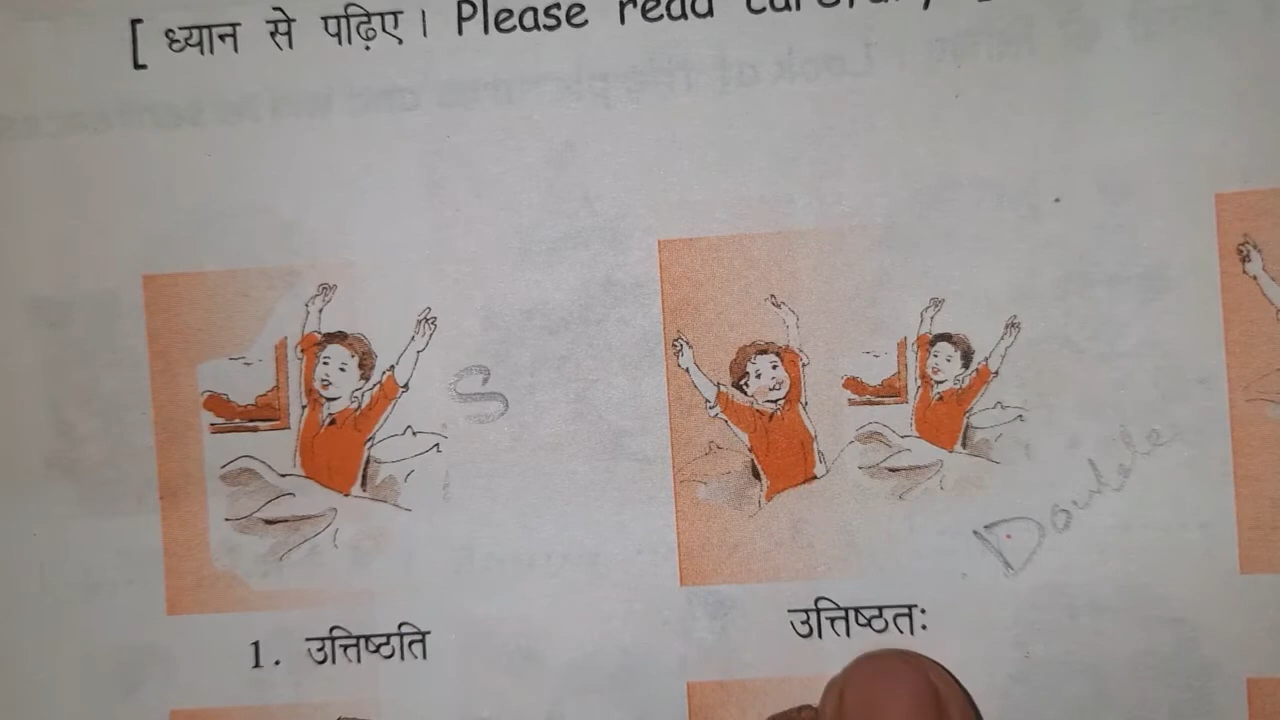 [ ध्यान से पढ़िए। Please read
S
Double
1. उत्तिष्ठति
उत्तिष्ठतः